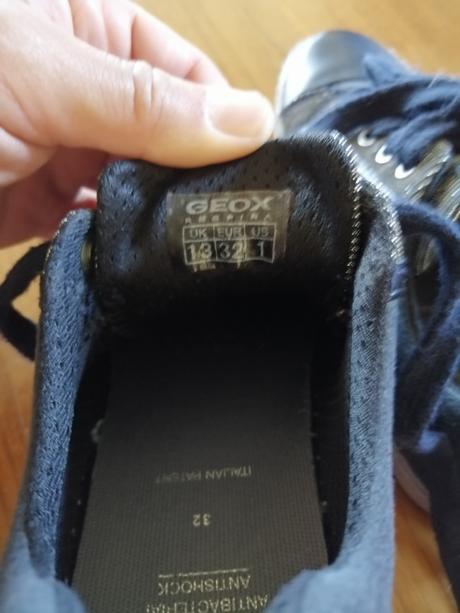 GEOX
RESPIRA
UK EUR US
13 32 1
ITALIAN PATENT
32
ANTIBACTERIAL
ANTISHOCK